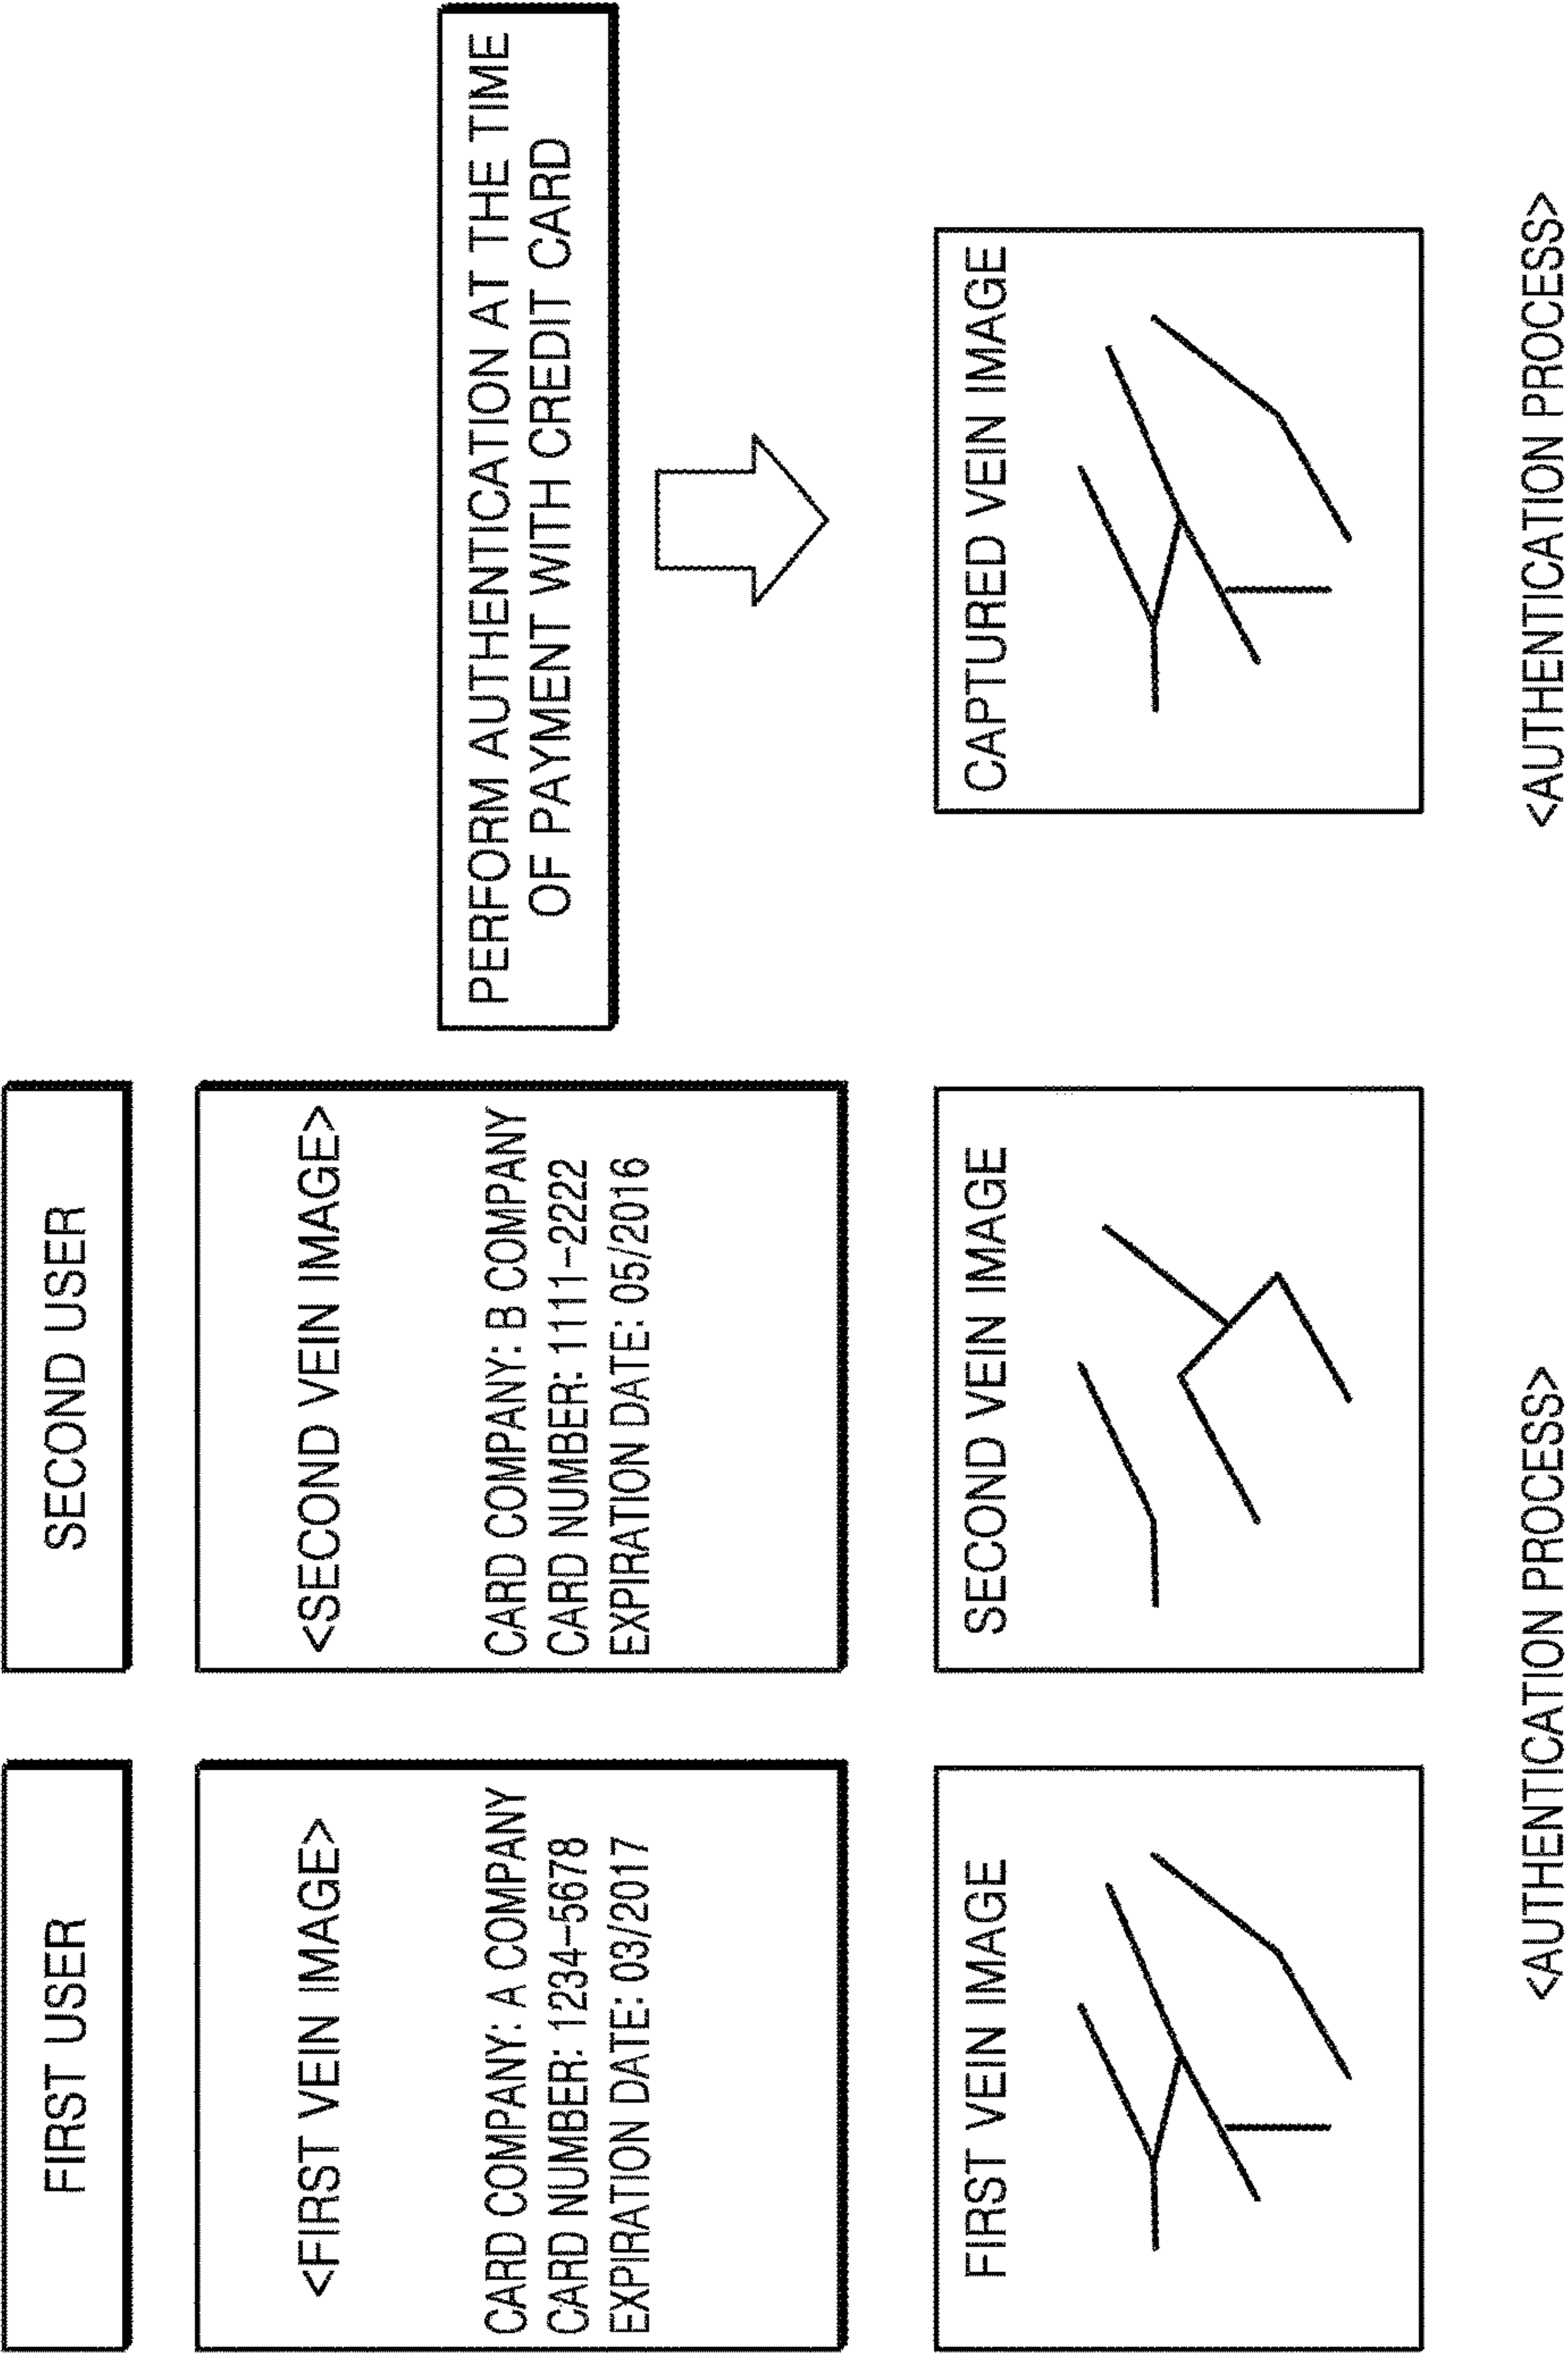 FIRST USER
<FIRST VEIN IMAGE>
CARD COMPANY: A COMPANY
CARD NUMBER: 1234-5678
EXPIRATION DATE: 03/2017
FIRST VEIN IMAGE
SECOND USER
<SECOND VEIN IMAGE>
CARD COMPANY: B COMPANY
CARD NUMBER: 1111-2222
EXPIRATION DATE: 05/2016
SECOND VEIN IMAGE
<AUTHENTICATION PROCESS>
PERFORM AUTHENTICATION AT THE TIME
OF PAYMENT WITH CREDIT CARD
CAPTURED VEIN IMAGE
<AUTHENTICATION PROCESS>